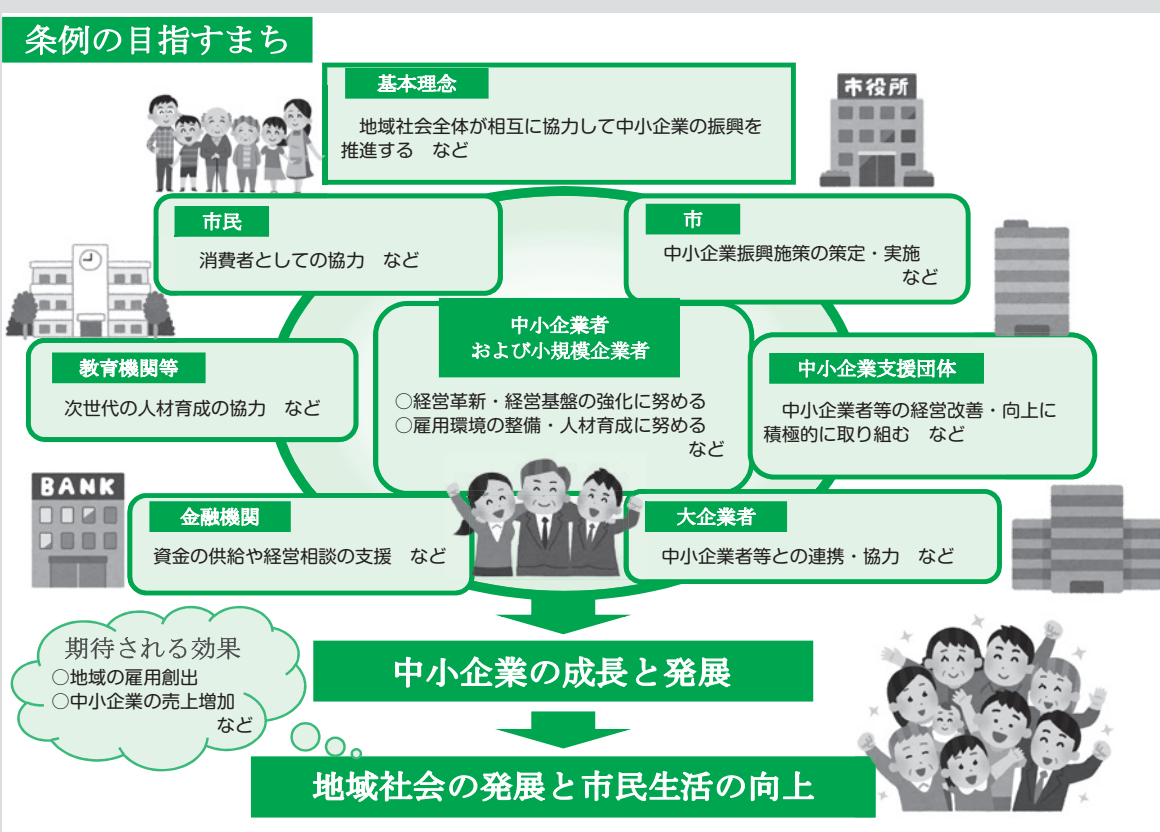 条例の目指すまち
基本理念
地域社会全体が相互に協力して中小企業の振興を
推進する　など
市役所
市民
消費者としての協力　など
市
中小企業振興施策の策定・実施
など
中小企業者
および小規模企業者
○経営革新・経営基盤の強化に努める
○雇用環境の整備・人材育成に努める
など
教育機関等
次世代の人材育成の協力　など
中小企業支援団体
中小企業者等の経営改善・向上に
積極的に取り組む　など
BANK
金融機関
資金の供給や経営相談の支援　など
大企業者
中小企業者等との連携・協力　など
期待される効果
○地域の雇用創出
○中小企業の売上増加
など
中小企業の成長と発展
地域社会の発展と市民生活の向上